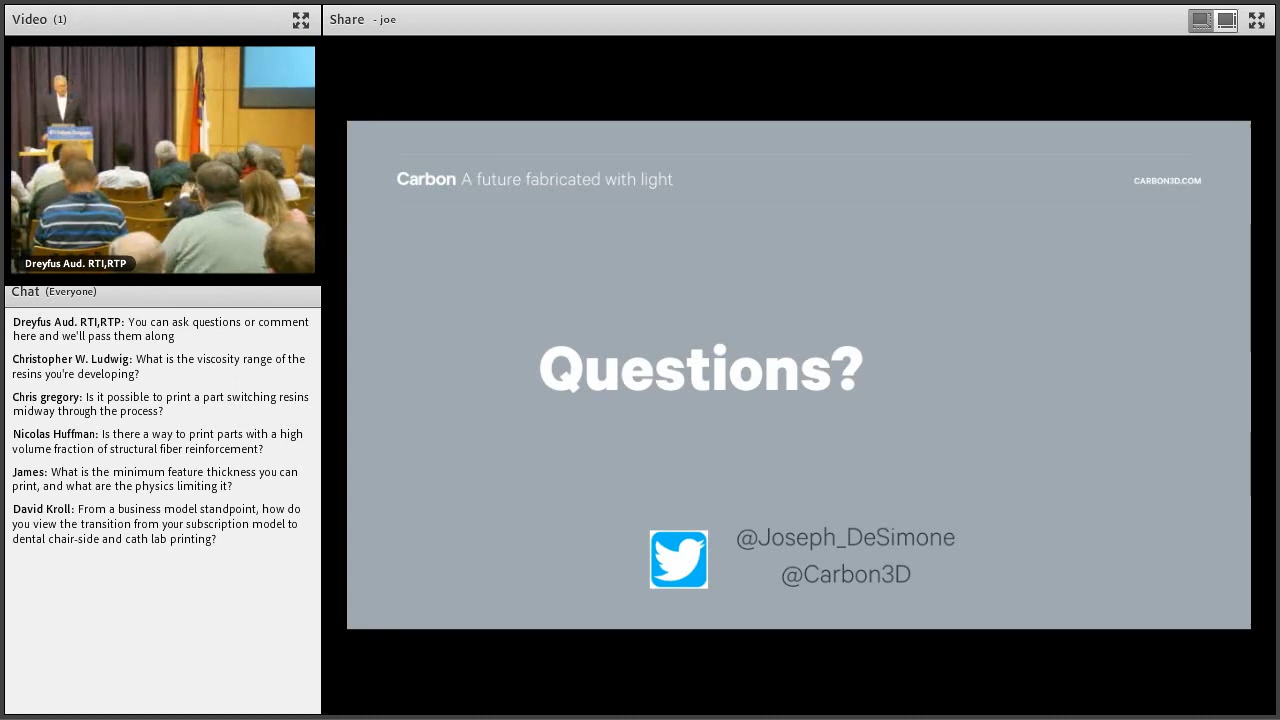 Video (1)
Share - joe
Dreyfus Aud. RTI,RTP
Chat (Everyone)
Dreyfus Aud. RTI,RTP: You can ask questions or comment
here and we'll pass them along
Christopher W. Ludwig: What is the viscosity range of the
resins you're developing?
Chris gregory: Is it possible to print a part switching resins
midway through the process?
Nicolas Huffman: Is there a way to print parts with a high
volume fraction of structural fiber reinforcement?
James: What is the minimum feature thickness you can
print, and what are the physics limiting it?
David Kroll: From a business model standpoint, how do
you view the transition from your subscription model to
dental chair-side and cath lab printing?
Carbon A future fabricated with light
CARBON3D.COM
Questions?
@Joseph_DeSimone
@Carbon3D